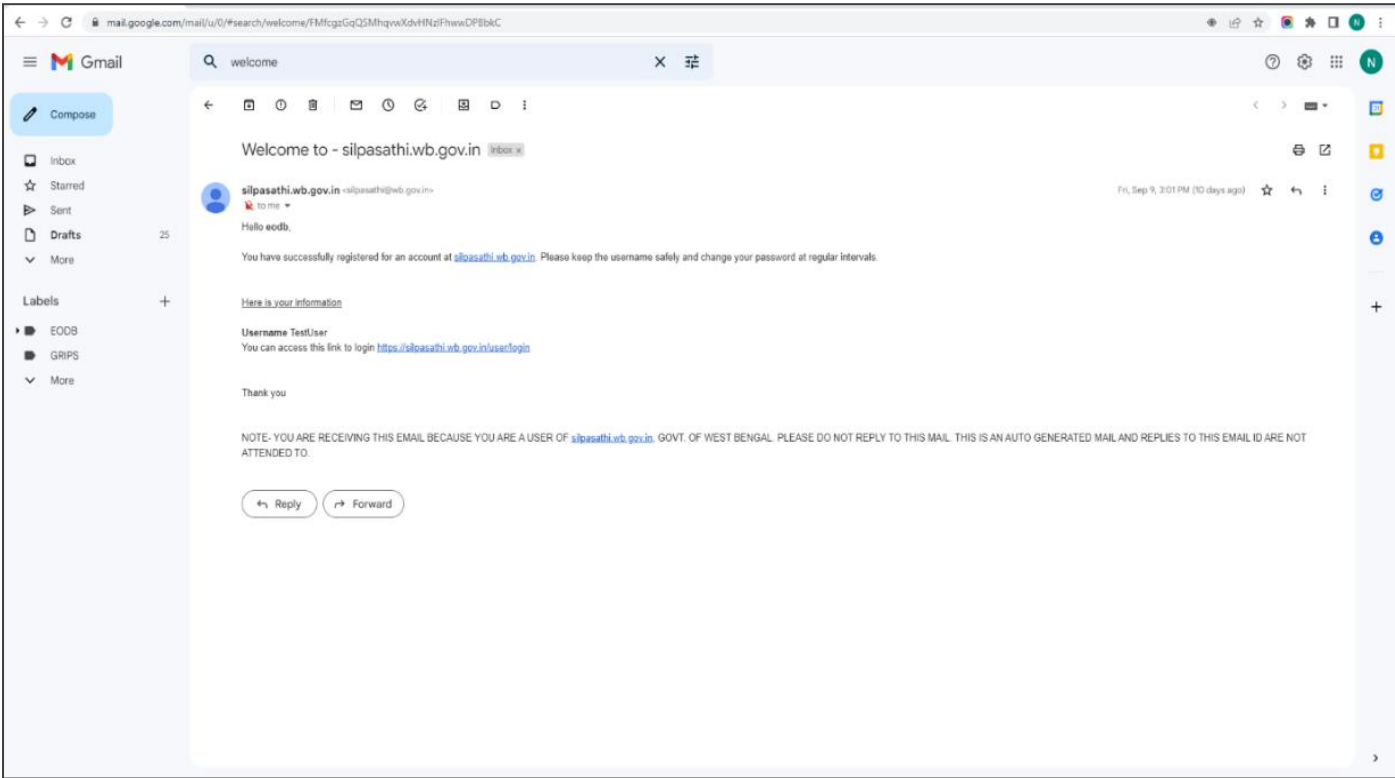 mail.google.com/mail/u/0/#search/welcome/FMfcgzGqQSMhqvwXdvHNzlFhwwDPBbkC
N
Gmail
welcome
N
Compose
Inbox
Starred
Sent
Drafts 25
More
Labels
EODB
GRIPS
More
Welcome to - silpasathi.wb.gov.in Inbox x
silpasathi.wb.gov.in <silpasathi@wb.gov.in>
Fri, Sep 9, 3:01 PM (10 days ago)
to me
Hello eodb,
You have successfully registered for an account at silpasathi.wb.gov.in. Please keep the username safely and change your password at regular intervals.
Here is your information
Username TestUser
You can access this link to login https://silpasathi.wb.gov.in/user/login
Thank you
NOTE- YOU ARE RECEIVING THIS EMAIL BECAUSE YOU ARE A USER OF silpasathi.wb.gov.in, GOVT. OF WEST BENGAL. PLEASE DO NOT REPLY TO THIS MAIL. THIS IS AN AUTO GENERATED MAIL AND REPLIES TO THIS EMAIL ID ARE NOT
ATTENDED TO.
Reply
Forward